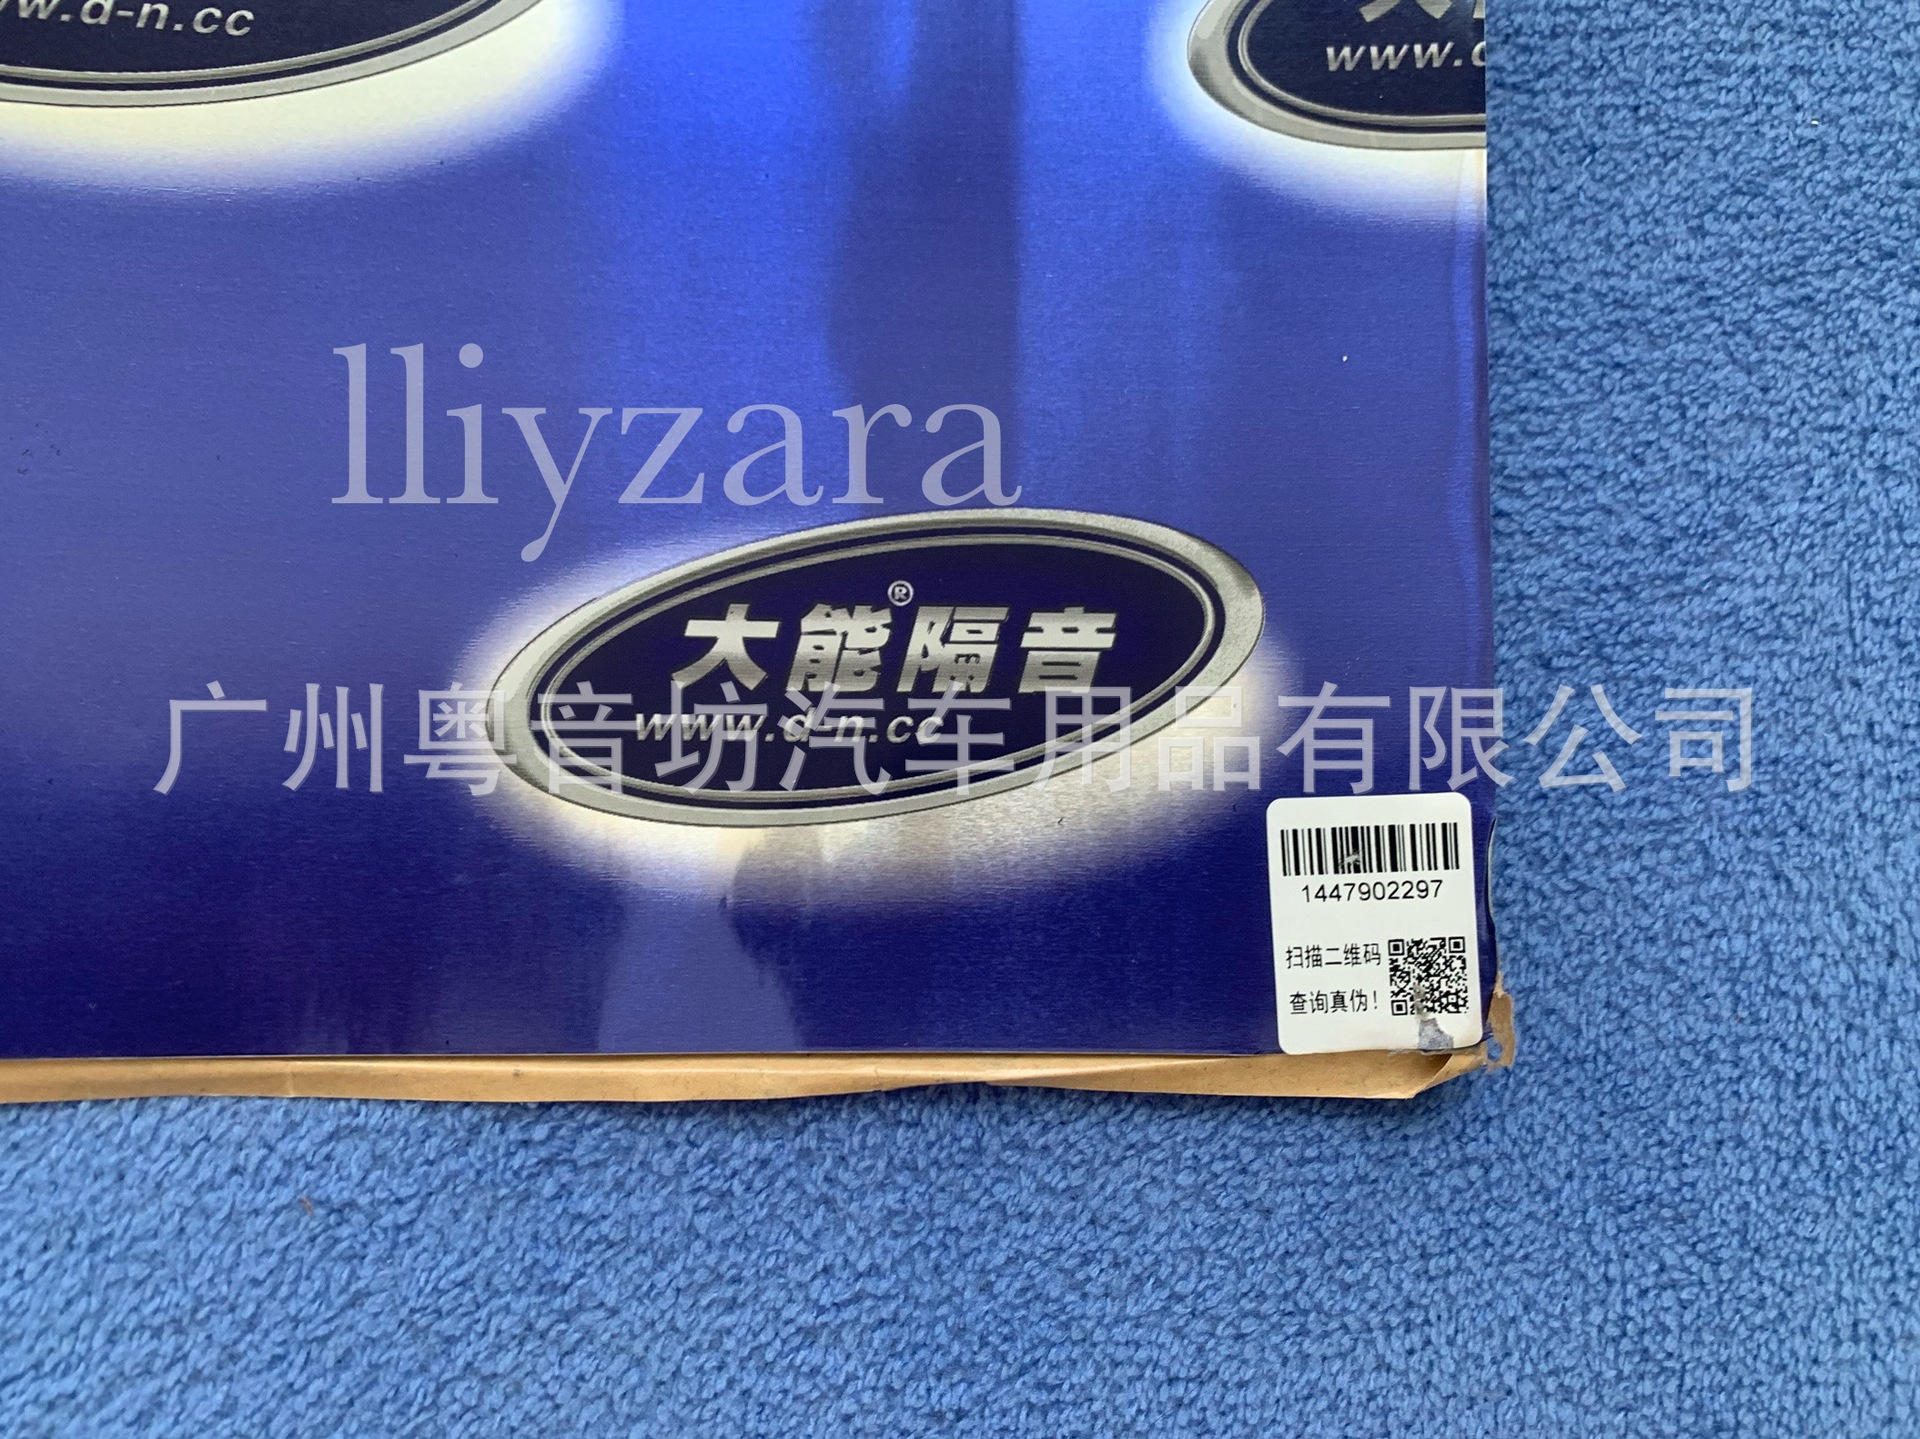 w.d-n.cc
www.d
lliyzara
大能®隔音
www.d-n.cc
广州粤音坊汽车用品有限公司
1447902297
扫描二维码
查询真伪！